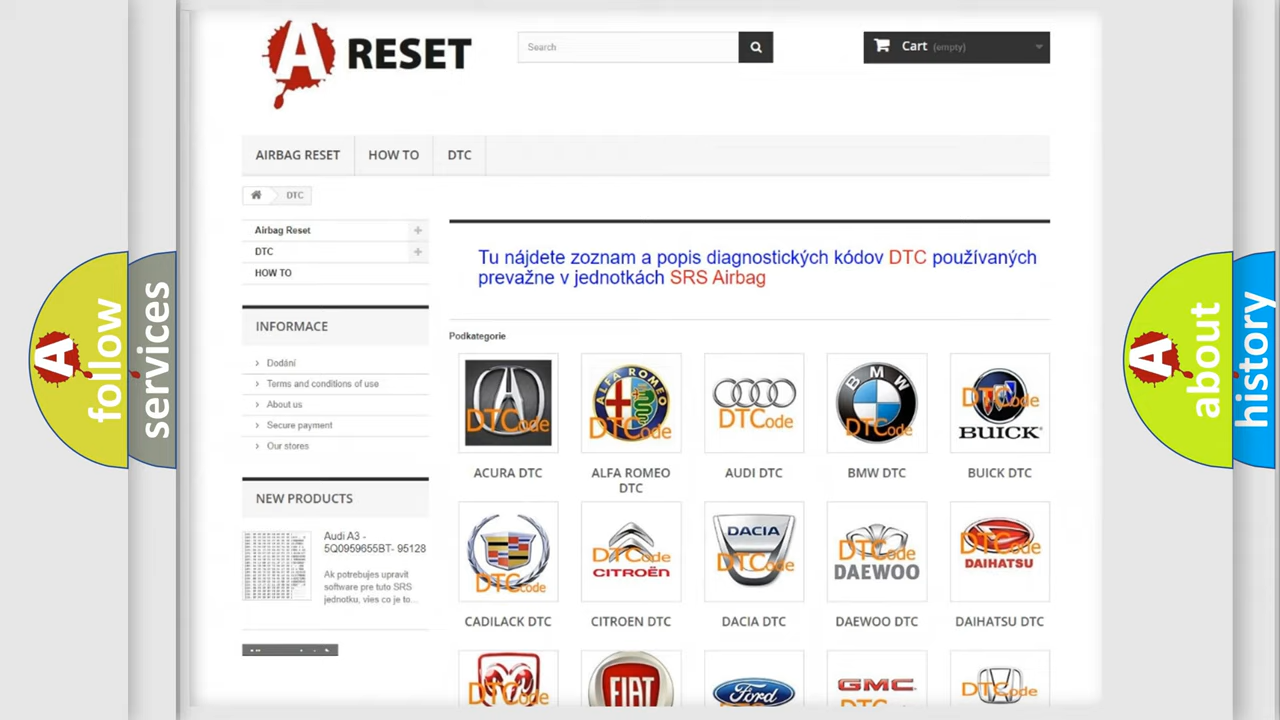 A RESET
Search
Cart (empty)
AIRBAG RESET
HOW TO
DTC
DTC
Airbag Reset
DTC
HOW TO
Tu nájdete zoznam a popis diagnostických kódov DTC používaných
prevažne v jednotkách SRS Airbag
INFORMACE
Dodání
Terms and conditions of use
About us
Secure payment
Our stores
Podkategorie
DTCode
ALFA ROMEO
DTCode
DTCode
BMW
DTCode
DTCode
BUICK
ACURA DTC
ALFA ROMEO
DTC
AUDI DTC
BMW DTC
BUICK DTC
NEW PRODUCTS
Audi A3 -
5Q0959655BT- 95128
Ak potrebujes upravit
software pre tuto SRS
jednotku, vies co je to...
DTCode
DTCode
CITROËN
DACIA
DTCode
DTCode
DAEWOO
DTCode
DAIHATSU
CADILACK DTC
CITROEN DTC
DACIA DTC
DAEWOO DTC
DAIHATSU DTC
DTCode
FIAT
Ford
GMC
DTCode
A follow
services
A about
history